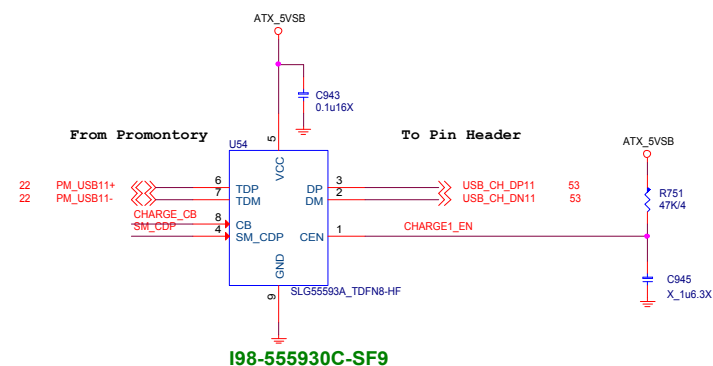 ATX_5VSB
C943
0.1u16X
From Promontory
To Pin Header
U54
5
VCC
ATX_5VSB
22 PM_USB11+ 6 TDP DP 3 USB_CH_DP11 53
22 PM_USB11- 7 TDM DM 2 USB_CH_DN11 53
R751
47K/4
CHARGE_CB 8 CB
SM_CDP 4 SM_CDP CEN 1 CHARGE1_EN
GND
9
SLG55593A_TDFN8-HF
C945
X_1u6.3X
I98-555930C-SF9